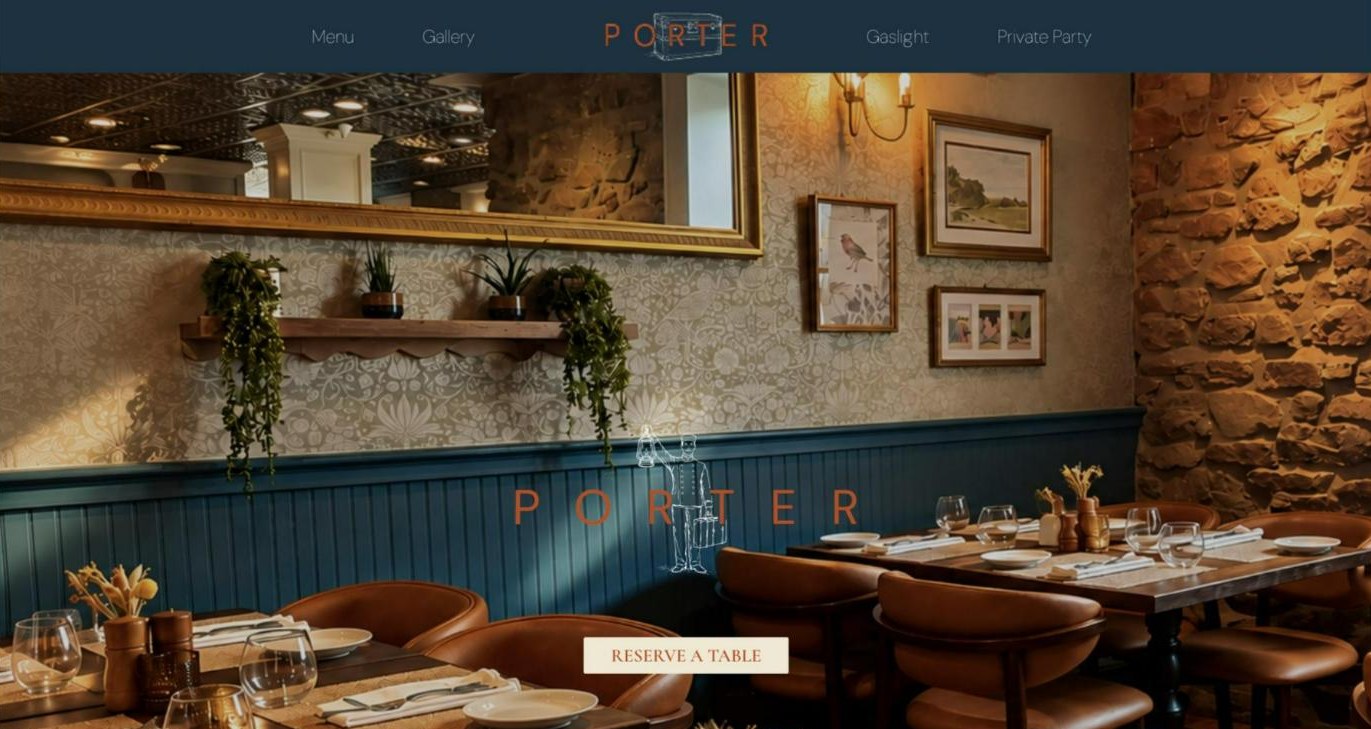 Menu
Gallery
PORTER
Gaslight
Private Party
PORTER
RESERVE A TABLE